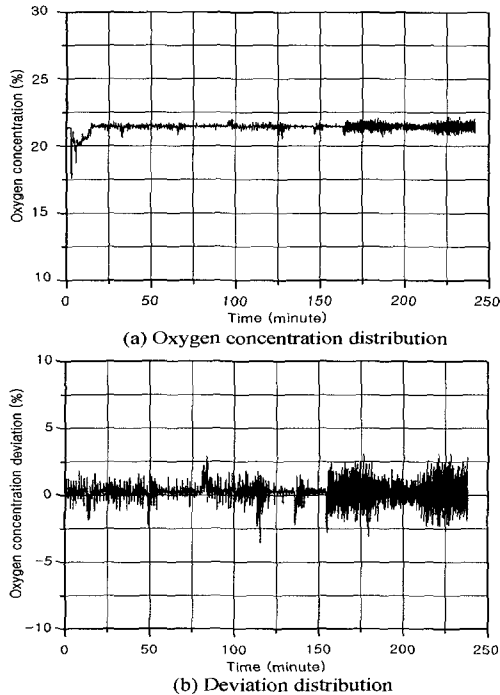 30
25
20
15
10
Oxygen concentration (%)
0 50 100 150 200 250
Time (minute)
(a) Oxygen concentration distribution
10
5
0
-5
-10
Oxygen concentration deviation (%)
0 50 100 150 200 250
Time (minute)
(b) Deviation distribution